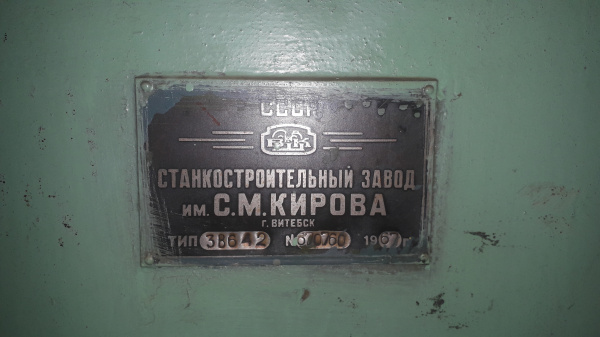 СССР
СТАНКОСТРОИТЕЛЬНЫЙ ЗАВОД
ИМ. С.М.КИРОВА
Г. ВИТЕБСК
ТИП 3Б642 № 1967г